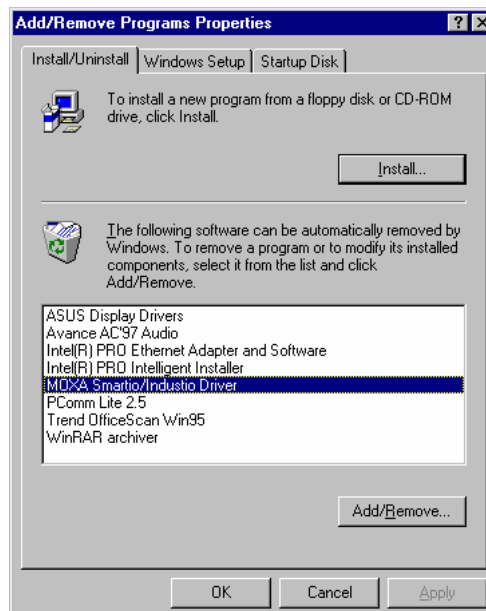 Add/Remove Programs Properties
Install/Uninstall
Windows Setup
Startup Disk
To install a new program from a floppy disk or CD-ROM
drive, click Install.
Install...
The following software can be automatically removed by
Windows. To remove a program or to modify its installed
components, select it from the list and click
Add/Remove.
ASUS Display Drivers
Avance AC'97 Audio
Intel(R) PRO Ethernet Adapter and Software
Intel(R) PRO Intelligent Installer
MOXA Smartio/Industio Driver
PComm Lite 2.5
Trend OfficeScan Win95
WinRAR archiver
Add/Remove...
OK
Cancel
Apply